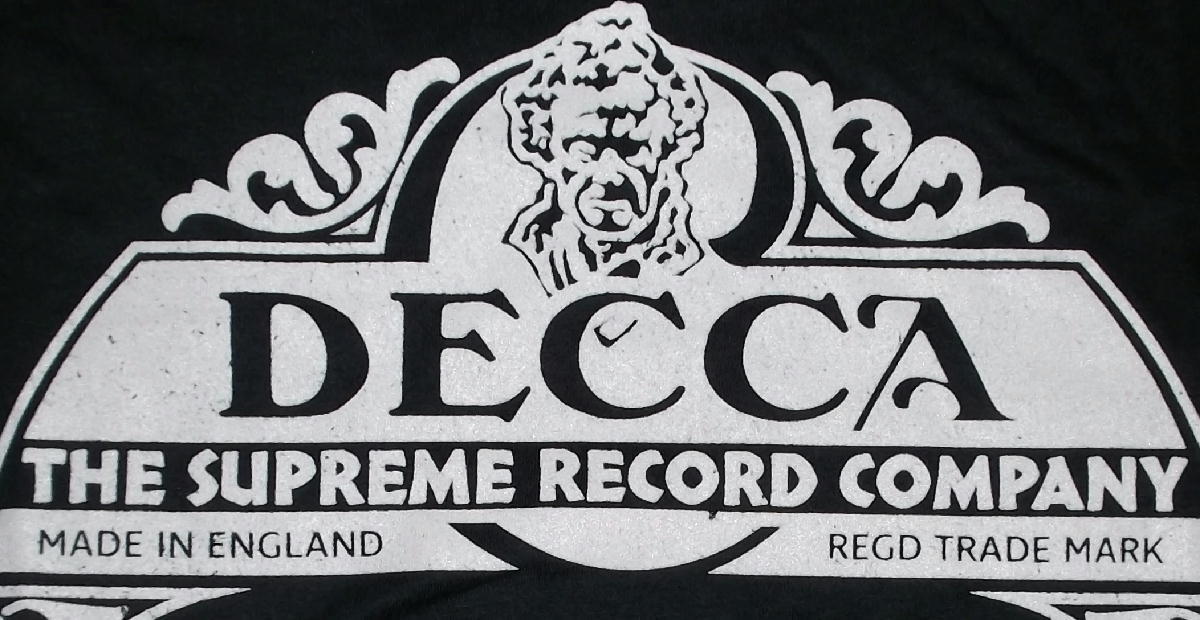 DECCA
THE SUPREME RECORD COMPANY
MADE IN ENGLAND
REGD TRADE MARK